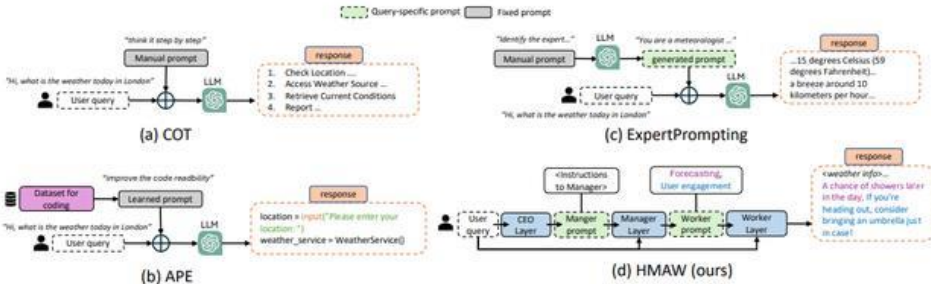 Query-specific prompt
Fixed prompt
"think it step by step"
Manual prompt
"Hi, what is the weather today in London"
User query
LLM
response
1. Check Location ....
2. Access Weather Source ...
3. Retrieve Current Conditions
4. Report ...
(a) COT
"Identify the expert..."
LLM
"You are a meteorologist ..."
Manual prompt
generated prompt
LLM
User query
"Hi, what is the weather today in London"
response
...15 degrees Celsius (59
degrees Fahrenheit)...
a breeze around 10
kilometers per hour...
(c) ExpertPrompting
"improve the code readbility"
Dataset for
coding
Learned prompt
"Hi, what is the weather today in London"
User query
LLM
response
location = input("Please enter your
location: ")
weather_service = WeatherService()
(b) APE
<Instructions
to Manager>
Forecasting,
User engagement
User
query
CEO
Layer
Manger
prompt
Manager
Layer
Worker
prompt
Worker
Layer
response
<weather info>...
A chance of showers later
in the day, If you're
heading out, consider
bringing an umbrella just
in case!
(d) HMAW (ours)